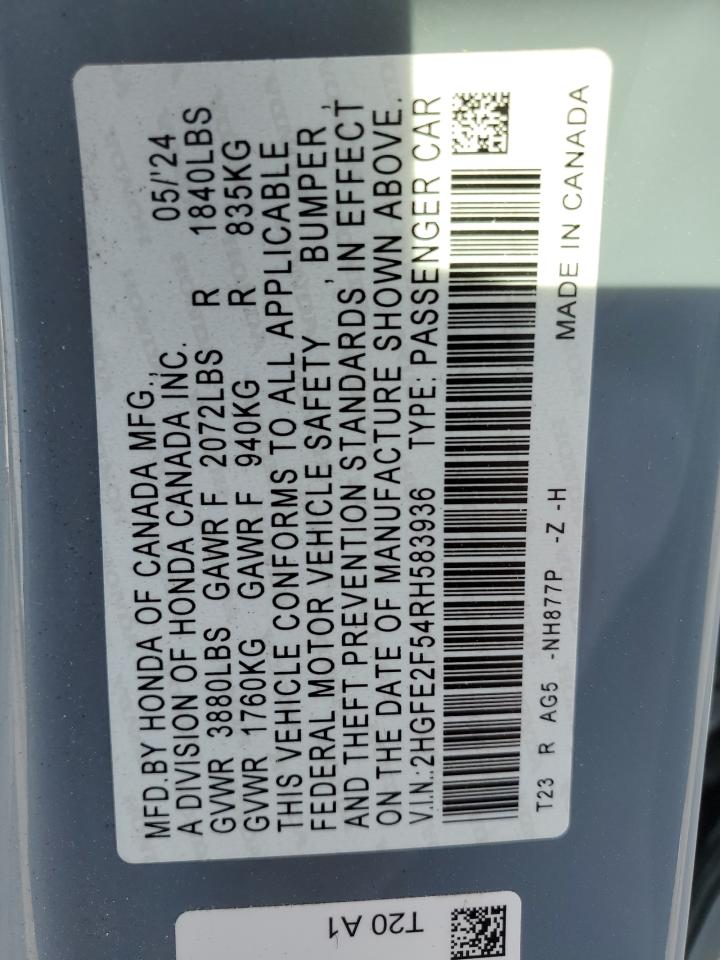 MFD.BY HONDA OF CANADA MFG.,
A DIVISION OF HONDA CANADA INC. 05/'24
GVWR 3880LBS GAWR F 2072LBS R 1840LBS
GVWR 1760KG GAWR F 940KG R 835KG
THIS VEHICLE CONFORMS TO ALL APPLICABLE
FEDERAL MOTOR VEHICLE SAFETY , BUMPER ,
AND THEFT PREVENTION STANDARDS IN EFFECT
ON THE DATE OF MANUFACTURE SHOWN ABOVE.
V.I.N.:2HGFE2F54RH583936 TYPE: PASSENGER CAR
T23 R AG5 -NH877P -Z -H
MADE IN CANADA
T20 A1